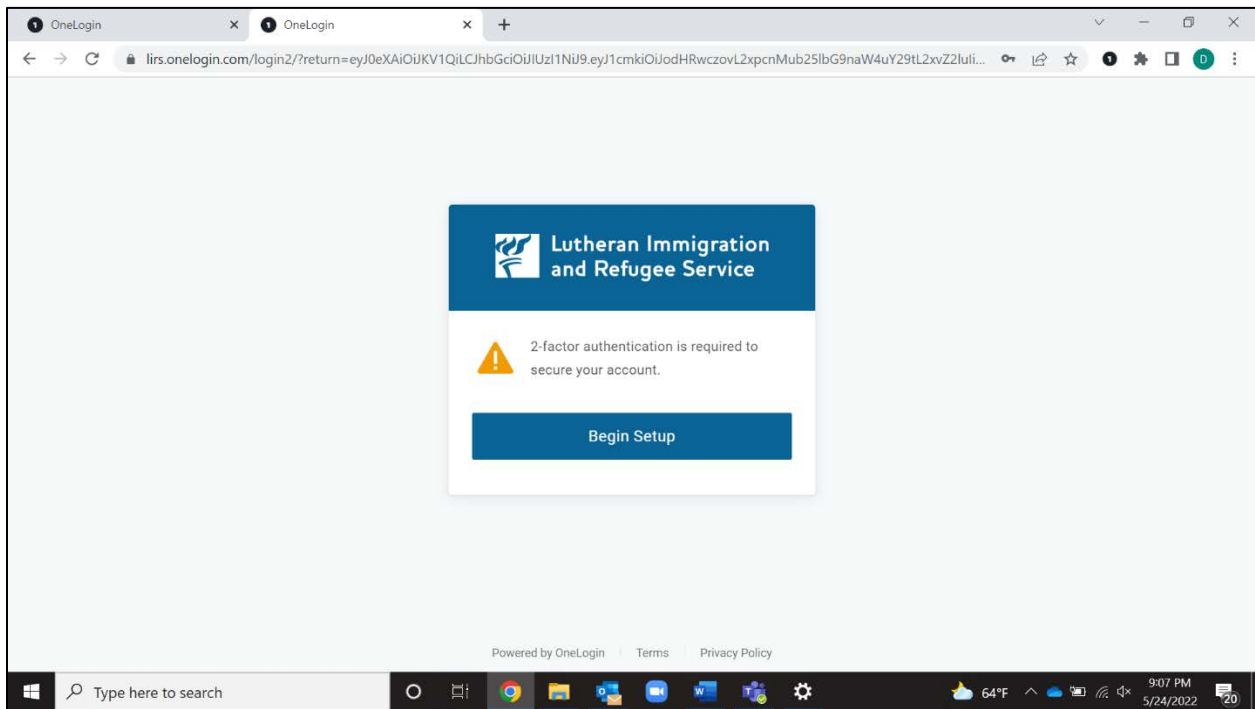 OneLogin
OneLogin
lirs.onelogin.com/login2/?return=eyJ0eXAiOiJKV1QiLCJhbGciOiJIUzI1NiJ9.eyJ1cmkiOiJodHRwczovL2xpcnMub25lbG9naW4uY29tL2xvZ2luIi...
D
Lutheran Immigration
and Refugee Service
2-factor authentication is required to
secure your account.
Begin Setup
Powered by OneLogin Terms Privacy Policy
Type here to search
64°F
9:07 PM
5/24/2022
20